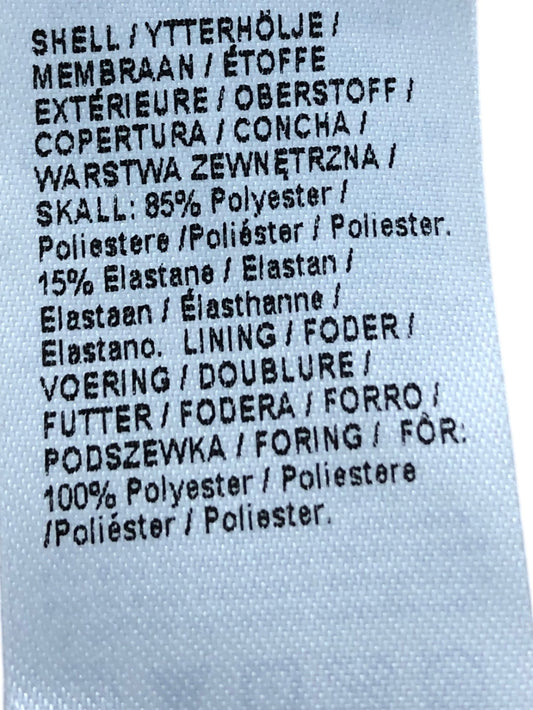 SHELL / YTTERHÖLJE /
MEMBRAAN / ÉTOFFE
EXTÉRIEURE / OBERSTOFF /
COPERTURA / CONCHA /
WARSTWA ZEWNĘTRZNA /
SKALL: 85% Polyester /
Poliestere /Poliéster / Poliester.
15% Elastane / Elastan /
Elastaan / Élasthanne /
Elastano. LINING / FODER /
VOERING / DOUBLURE /
FUTTER / FODERA / FORRO /
PODSZEWKA / FORING / FÔR:
100% Polyester / Poliestere
/Poliéster / Poliester.